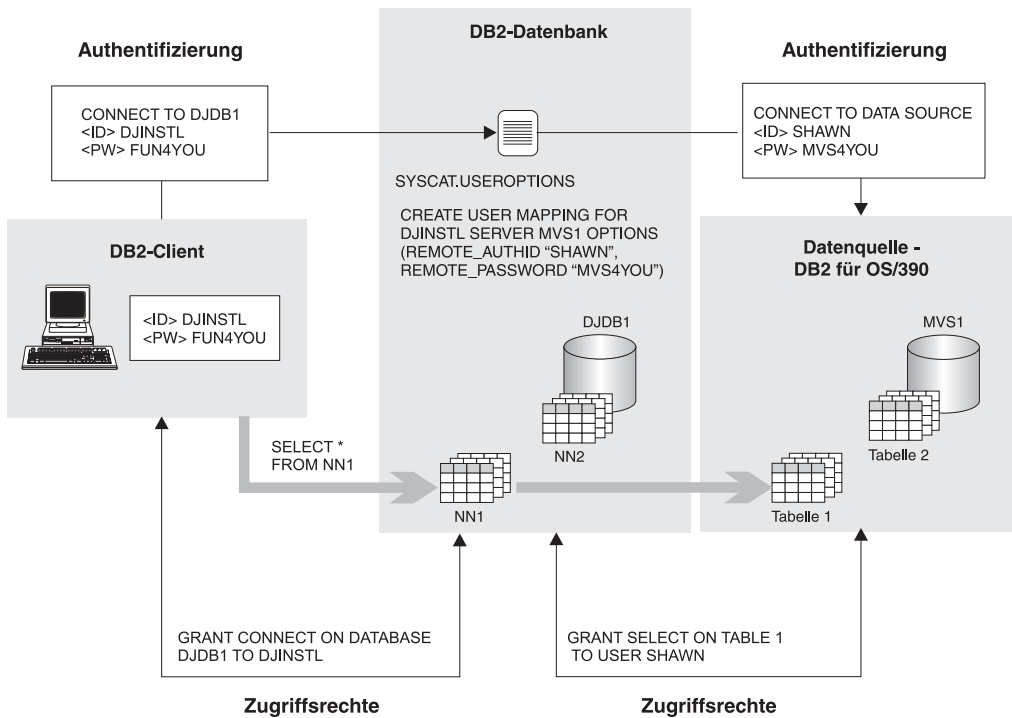 DB2-Datenbank
Authentifizierung
Authentifizierung
CONNECT TO DJDB1
<ID> DJINSTL
<PW> FUN4YOU
CONNECT TO DATA SOURCE
<ID> SHAWN
<PW> MVS4YOU
SYSCAT.USEROPTIONS
CREATE USER MAPPING FOR
DJINSTL SERVER MVS1 OPTIONS
(REMOTE_AUTHID “SHAWN”,
REMOTE_PASSWORD “MVS4YOU”)
DB2-Client
<ID> DJINSTL
<PW> FUN4YOU
Datenquelle -
DB2 für OS/390
DJDB1
MVS1
SELECT *
FROM NN1
NN2
Tabelle 2
NN1
Tabelle 1
GRANT CONNECT ON DATABASE
DJDB1 TO DJINSTL
GRANT SELECT ON TABLE 1
TO USER SHAWN
Zugriffsrechte
Zugriffsrechte